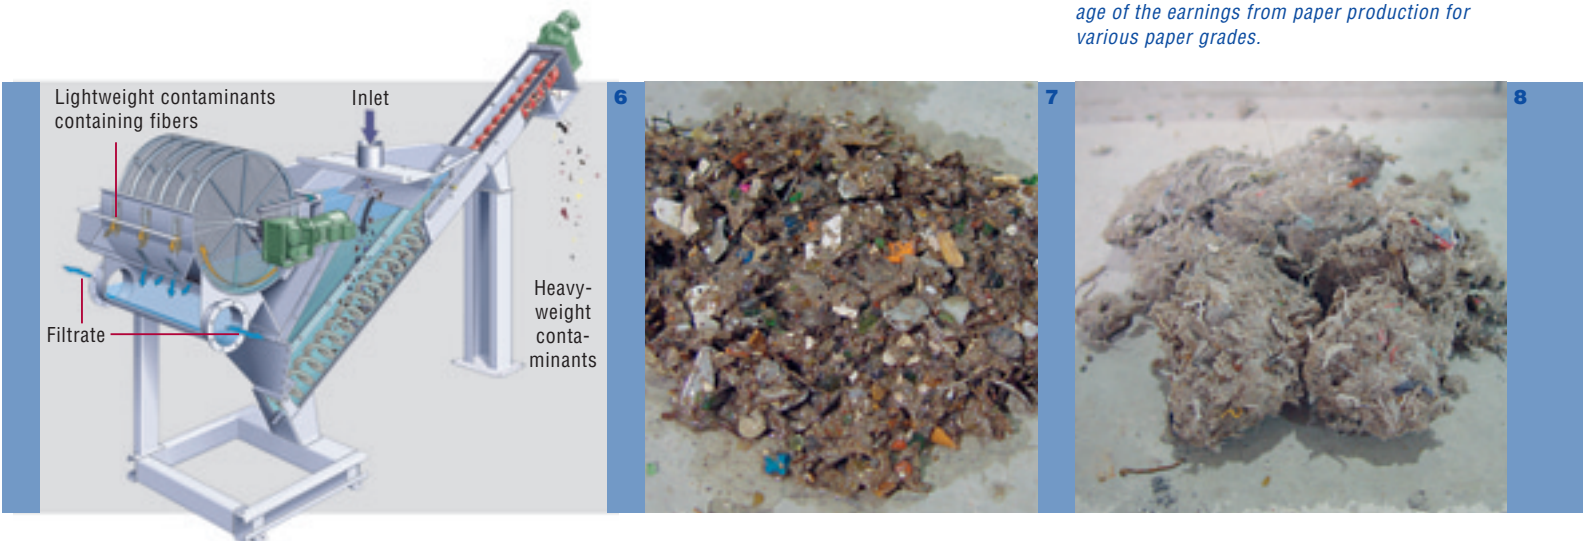 age of the earnings from paper production for
various paper grades.
Lightweight contaminants
containing fibers
Inlet
Filtrate
Heavy-
weight
conta-
minants
6
7
8